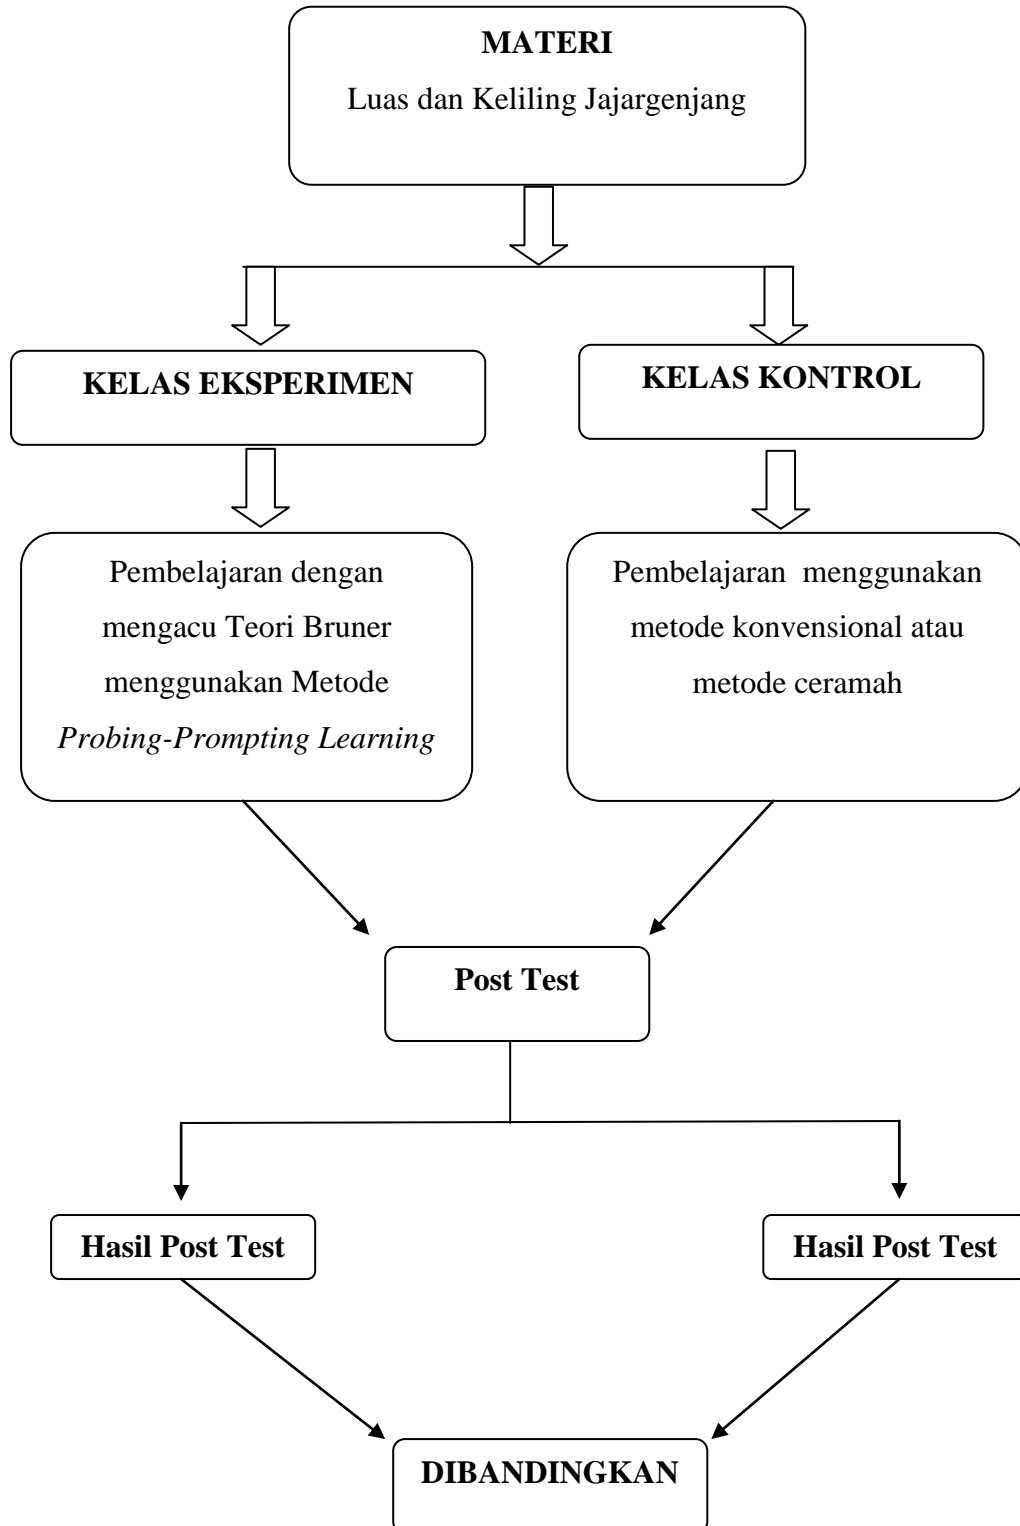 MATERI
Luas dan Keliling Jajargenjang
KELAS EKSPERIMEN
KELAS KONTROL
Pembelajaran dengan
mengacu Teori Bruner
menggunakan Metode
Probing-Prompting Learning
Pembelajaran menggunakan
metode konvensional atau
metode ceramah
Post Test
Hasil Post Test
Hasil Post Test
DIBANDINGKAN